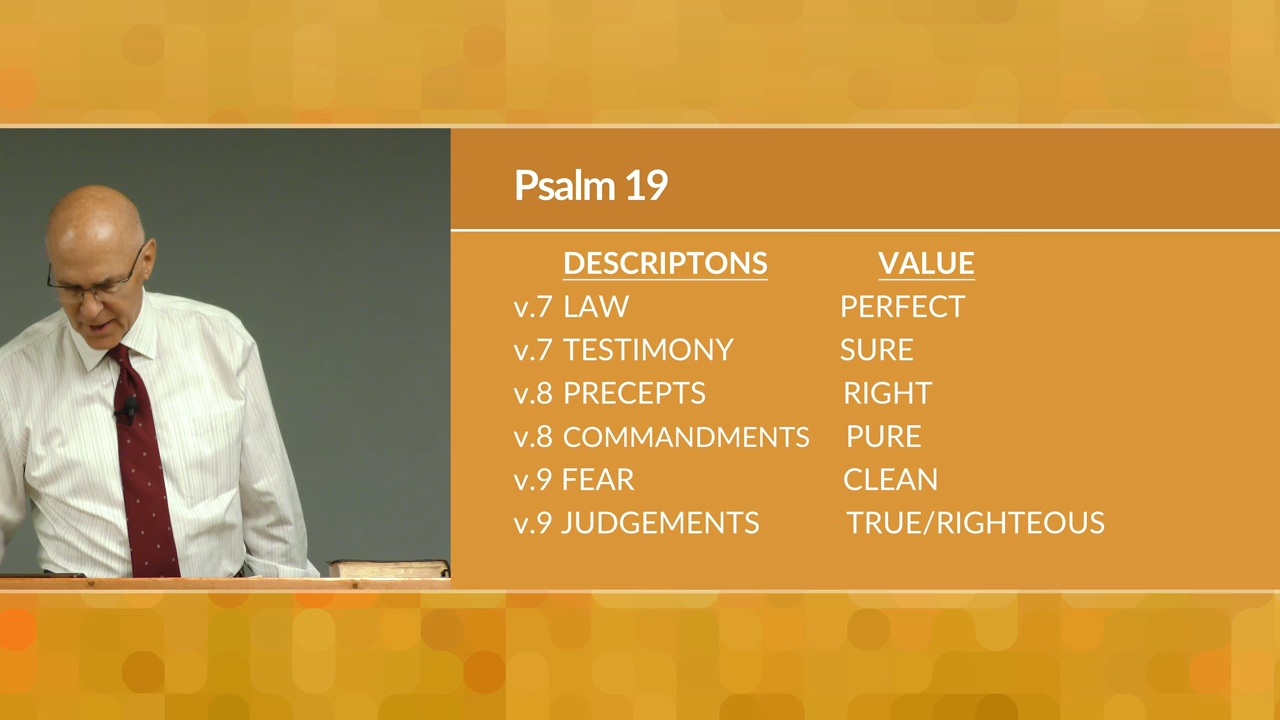 Psalm 19
DESCRIPTONS VALUE
v.7 LAW PERFECT
v.7 TESTIMONY SURE
v.8 PRECEPTS RIGHT
v.8 COMMANDMENTS PURE
v.9 FEAR CLEAN
v.9 JUDGEMENTS TRUE/RIGHTEOUS